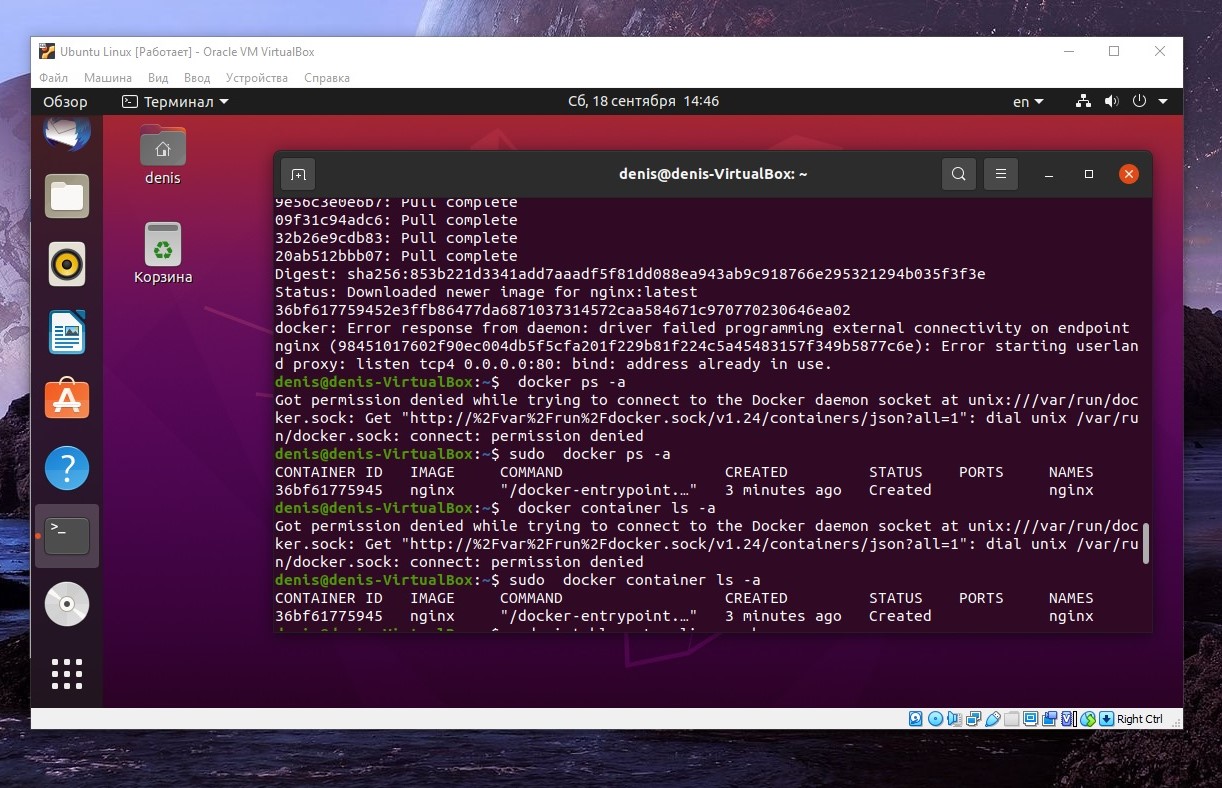 Ubuntu Linux [Работает] - Oracle VM VirtualBox
Файл Машина Вид Ввод Устройства Справка
Обзор Терминал Сб, 18 сентября 14:46 en
denis
Корзина
denis@denis-VirtualBox: ~
9e56c3e0e6b7: Pull complete
09f31c94adc6: Pull complete
32b26e9cdb83: Pull complete
20ab512bbb07: Pull complete
Digest: sha256:853b221d3341add7aaadf5f81dd088ea943ab9c918766e295321294b035f3f3e
Status: Downloaded newer image for nginx:latest
36bf617759452e3ffb86477da6871037314572caa584671c970770230646ea02
docker: Error response from daemon: driver failed programming external connectivity on endpoint
nginx (98451017602f90ec004db5f5cfa201f229b81f224c5a45483157f349b5877c6e): Error starting userlan
d proxy: listen tcp4 0.0.0.0:80: bind: address already in use.
denis@denis-VirtualBox:~$  docker ps -a
Got permission denied while trying to connect to the Docker daemon socket at unix:///var/run/doc
ker.sock: Get "http://%2Fvar%2Frun%2Fdocker.sock/v1.24/containers/json?all=1": dial unix /var/ru
n/docker.sock: connect: permission denied
denis@denis-VirtualBox:~$ sudo  docker ps -a
CONTAINER ID   IMAGE     COMMAND                  CREATED         STATUS    PORTS     NAMES
36bf61775945   nginx     "/docker-entrypoint.…"   3 minutes ago   Created             nginx
denis@denis-VirtualBox:~$  docker container ls -a
Got permission denied while trying to connect to the Docker daemon socket at unix:///var/run/doc
ker.sock: Get "http://%2Fvar%2Frun%2Fdocker.sock/v1.24/containers/json?all=1": dial unix /var/ru
n/docker.sock: connect: permission denied
denis@denis-VirtualBox:~$ sudo  docker container ls -a
CONTAINER ID   IMAGE     COMMAND                  CREATED         STATUS    PORTS     NAMES
36bf61775945   nginx     "/docker-entrypoint.…"   3 minutes ago   Created             nginx
Right Ctrl